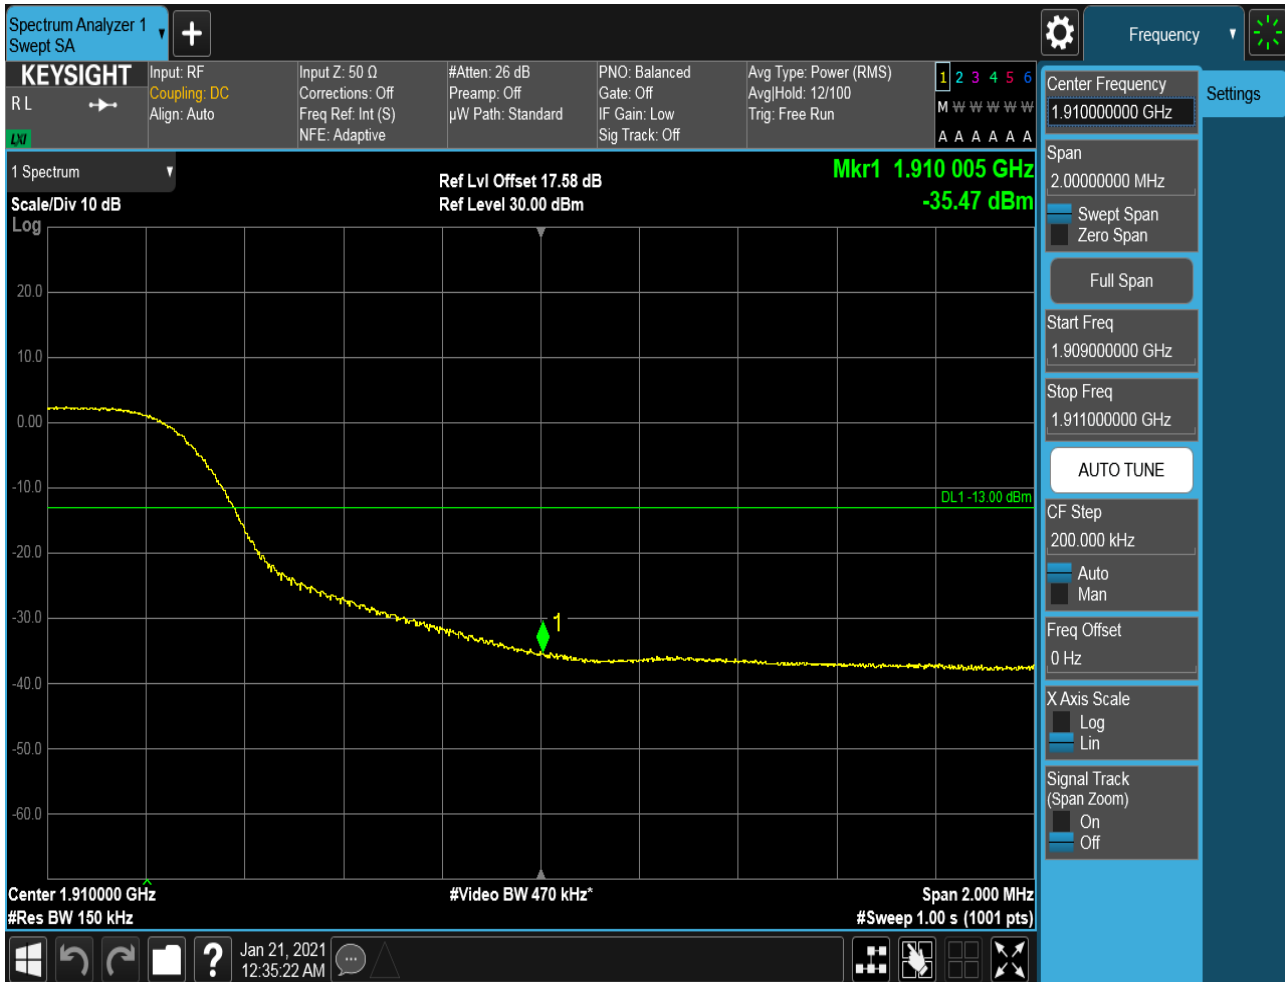 Spectrum Analyzer 1
Swept SA
Frequency
KEYSIGHT
R L
LXI
Input: RF
Coupling: DC
Align: Auto
Input Z: 50 Ω
Corrections: Off
Freq Ref: Int (S)
NFE: Adaptive
#Atten: 26 dB
Preamp: Off
µW Path: Standard
PNO: Balanced
Gate: Off
IF Gain: Low
Sig Track: Off
Avg Type: Power (RMS)
Avg|Hold: 12/100
Trig: Free Run
1 2 3 4 5 6
M W W W W W
A A A A A A
Center Frequency
1.910000000 GHz
Settings
Span
2.00000000 MHz
Swept Span
Zero Span
Full Span
Start Freq
1.909000000 GHz
Stop Freq
1.911000000 GHz
AUTO TUNE
CF Step
200.000 kHz
Auto
Man
Freq Offset
0 Hz
X Axis Scale
Log
Lin
Signal Track
(Span Zoom)
On
Off
1 Spectrum
Scale/Div 10 dB
Log
Ref Lvl Offset 17.58 dB
Ref Level 30.00 dBm
Mkr1 1.910 005 GHz
-35.47 dBm
20.0
10.0
0.00
-10.0
-20.0
-30.0
-40.0
-50.0
-60.0
DL1 -13.00 dBm
1
Center 1.910000 GHz
#Res BW 150 kHz
#Video BW 470 kHz*
Span 2.000 MHz
#Sweep 1.00 s (1001 pts)
?
Jan 21, 2021
12:35:22 AM